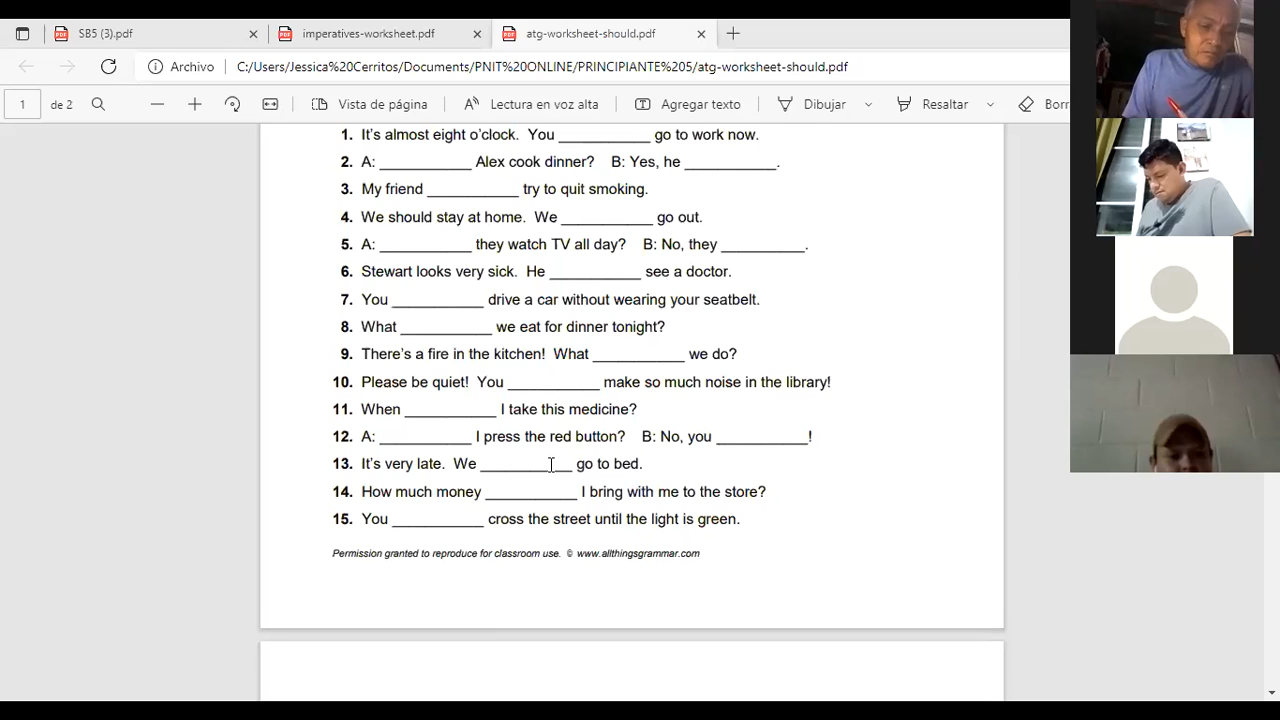 SB5 (3).pdf
imperatives-worksheet.pdf
atg-worksheet-should.pdf
Archivo C:/Users/Jessica%20Cerritos/Documents/PNIT%20ONLINE/PRINCIPIANTE%205/atg-worksheet-should.pdf
1 de 2 Vista de página Lectura en voz alta Agregar texto Dibujar Resaltar Borr
1. It's almost eight o'clock. You ___________ go to work now.
2. A: ___________ Alex cook dinner? B: Yes, he ___________.
3. My friend ___________ try to quit smoking.
4. We should stay at home. We ___________ go out.
5. A: ___________ they watch TV all day? B: No, they __________.
6. Stewart looks very sick. He ___________ see a doctor.
7. You ___________ drive a car without wearing your seatbelt.
8. What ___________ we eat for dinner tonight?
9. There's a fire in the kitchen! What ___________ we do?
10. Please be quiet! You ___________ make so much noise in the library!
11. When ___________ I take this medicine?
12. A: ___________ I press the red button? B: No, you ___________!
13. It's very late. We ___________ go to bed.
14. How much money ___________ I bring with me to the store?
15. You ___________ cross the street until the light is green.
Permission granted to reproduce for classroom use. © www.allthingsgrammar.com